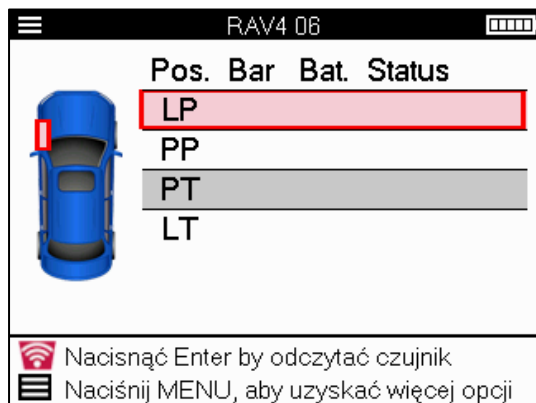 RAV4 06
Pos. Bar Bat. Status
LP
PP
PT
LT
Nacisnąć Enter by odczytać czujnik
Naciśnij MENU, aby uzyskać więcej opcji